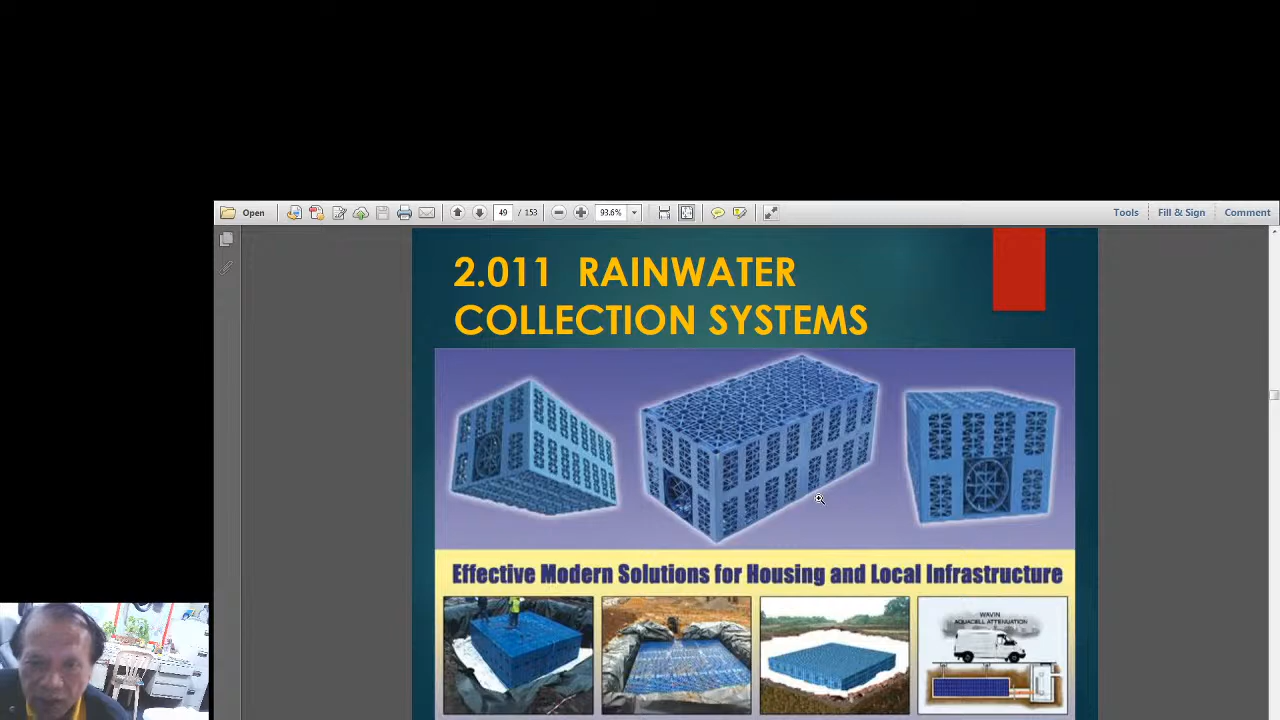 Open
49
/ 153
93.6%
Tools
Fill & Sign
Comment
2.011 RAINWATER
COLLECTION SYSTEMS
Effective Modern Solutions for Housing and Local Infrastructure
WAVIN
AQUACELL ATTENUATION